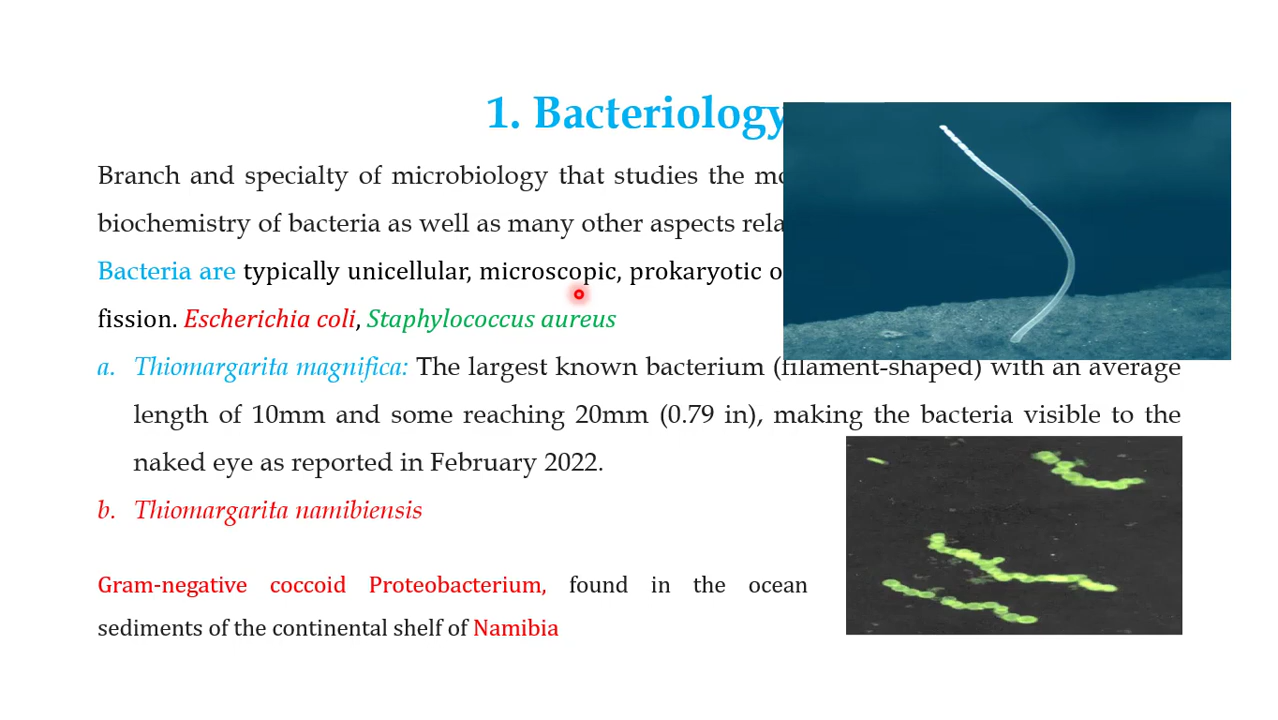 1. Bacteriology
Branch and specialty of microbiology that studies the
biochemistry of bacteria as well as many other aspects
Bacteria are typically unicellular, microscopic, prokaryotic
fission. Escherichia coli, Staphylococcus aureus
a. Thiomargarita magnifica: The largest known bacterium (filament-shaped) with an average
length of 10mm and some reaching 20mm (0.79 in), making the bacteria visible to the
naked eye as reported in February 2022.
b. Thiomargarita namibiensis
Gram-negative coccoid Proteobacterium, found in the ocean
sediments of the continental shelf of Namibia